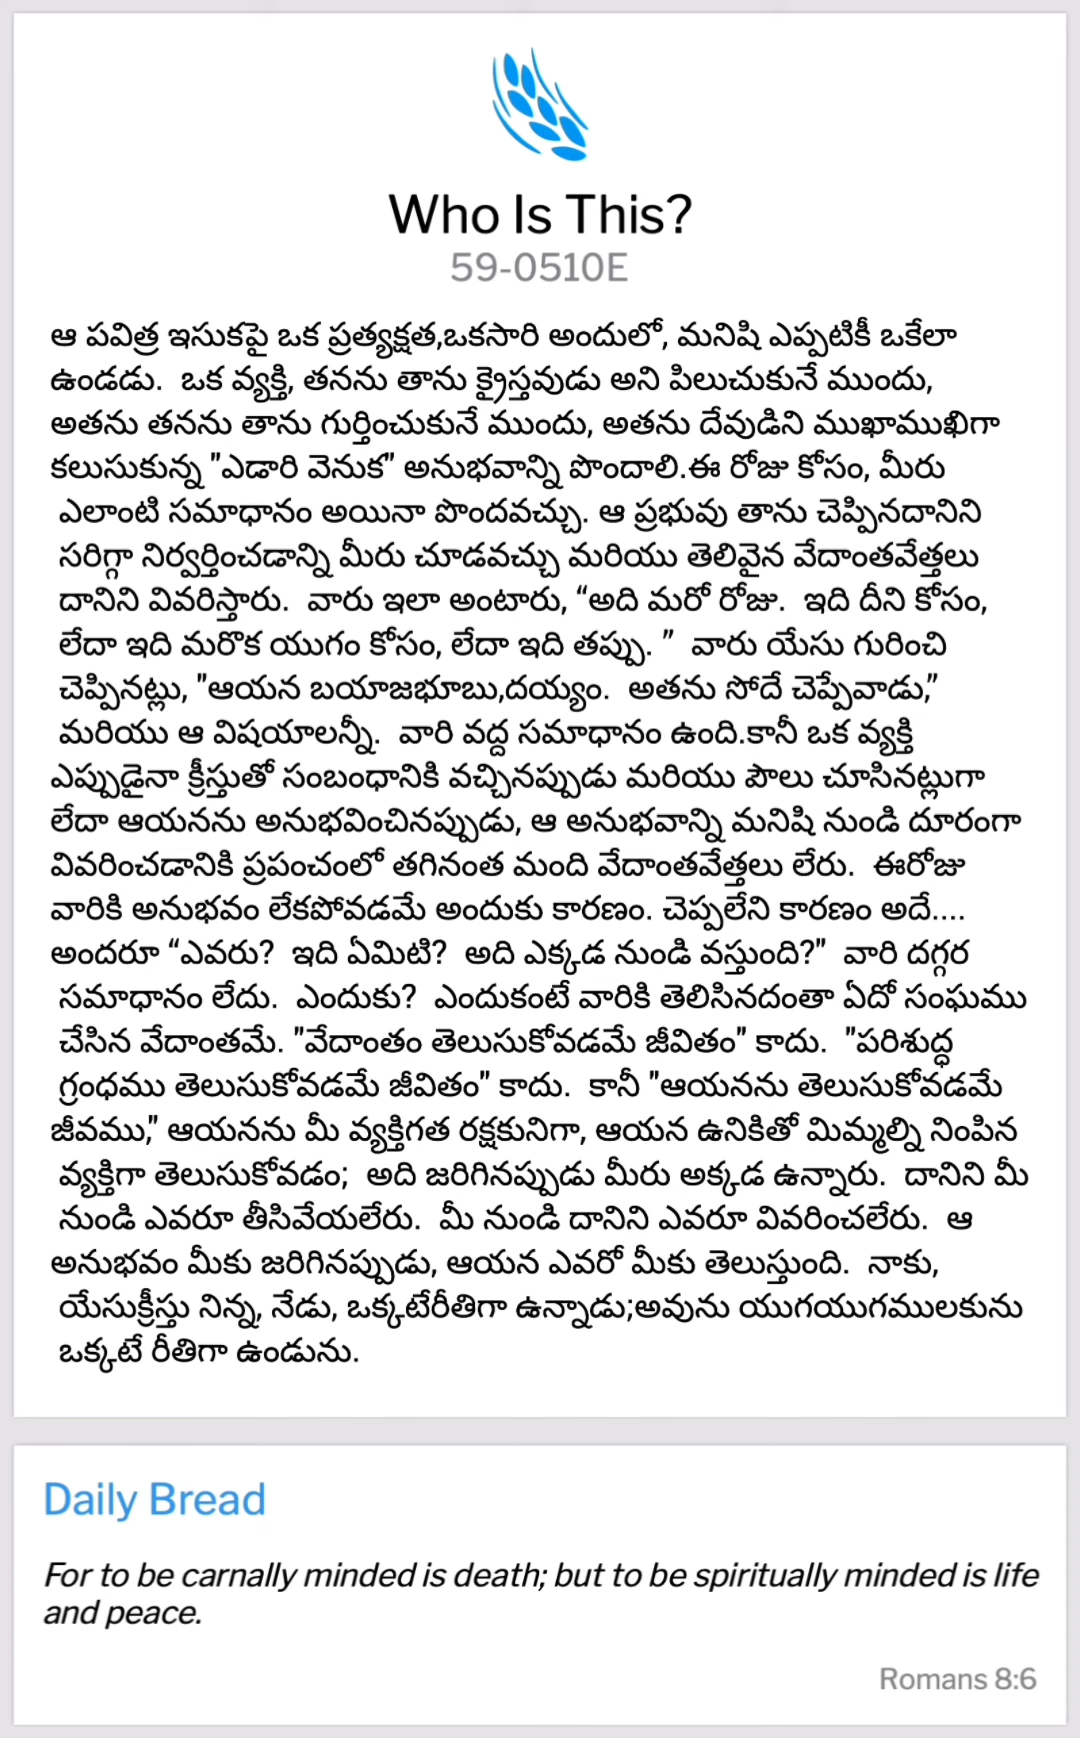 Who Is This?
59-0510E
ఆ పవిత్ర ఇసుకపై ఒక ప్రత్యక్షత,ఒకసారి అందులో, మనిషి ఎప్పటికీ ఒకేలా
ఉండడు.  ఒక వ్యక్తి, తనను తాను క్రైస్తవుడు అని పిలుచుకునే ముందు,
అతను తనను తాను గుర్తించుకునే ముందు, అతను దేవుడిని ముఖాముఖిగా
కలుసుకున్న "ఎడారి వెనుక" అనుభవాన్ని పొందాలి.ఈ రోజు కోసం, మీరు
ఎలాంటి సమాధానం అయినా పొందవచ్చు. ఆ ప్రభువు తాను చెప్పినదానిని
సరిగ్గా నిర్వర్తించడాన్ని మీరు చూడవచ్చు మరియు తెలివైన వేదాంతవేత్తలు
దానిని వివరిస్తారు.  వారు ఇలా అంటారు, “అది మరో రోజు.  ఇది దీని కోసం,
లేదా ఇది మరొక యుగం కోసం, లేదా ఇది తప్పు. ”  వారు యేసు గురించి
చెప్పినట్లు, "ఆయన బయాజభూబు,దయ్యం.  అతను సోదే చెప్పేవాడు,”
మరియు ఆ విషయాలన్నీ.  వారి వద్ద సమాధానం ఉంది.కానీ ఒక వ్యక్తి
ఎప్పుడైనా క్రీస్తుతో సంబంధానికి వచ్చినప్పుడు మరియు పౌలు చూసినట్లుగా
లేదా ఆయనను అనుభవించినప్పుడు, ఆ అనుభవాన్ని మనిషి నుండి దూరంగా
వివరించడానికి ప్రపంచంలో తగినంత మంది వేదాంతవేత్తలు లేరు.  ఈరోజు
వారికి అనుభవం లేకపోవడమే అందుకు కారణం. చెప్పలేని కారణం అదే....
అందరూ “ఎవరు?  ఇది ఏమిటి?  అది ఎక్కడ నుండి వస్తుంది?"  వారి దగ్గర
సమాధానం లేదు.  ఎందుకు?  ఎందుకంటే వారికి తెలిసినదంతా ఏదో సంఘము
చేసిన వేదాంతమే. "వేదాంతం తెలుసుకోవడమే జీవితం" కాదు.  "పరిశుద్ధ
గ్రంధము తెలుసుకోవడమే జీవితం" కాదు.  కానీ "ఆయనను తెలుసుకోవడమే
జీవము," ఆయనను మీ వ్యక్తిగత రక్షకునిగా, ఆయన ఉనికితో మిమ్మల్ని నింపిన
వ్యక్తిగా తెలుసుకోవడం;  అది జరిగినప్పుడు మీరు అక్కడ ఉన్నారు.  దానిని మీ
నుండి ఎవరూ తీసివేయలేరు.  మీ నుండి దానిని ఎవరూ వివరించలేరు.  ఆ
అనుభవం మీకు జరిగినప్పుడు, ఆయన ఎవరో మీకు తెలుస్తుంది.  నాకు,
యేసుక్రీస్తు నిన్న, నేడు, ఒక్కటేరీతిగా ఉన్నాడు;అవును యుగయుగములకును
ఒక్కటే రీతిగా ఉండును.
Daily Bread
For to be carnally minded is death; but to be spiritually minded is life
and peace.
Romans 8:6